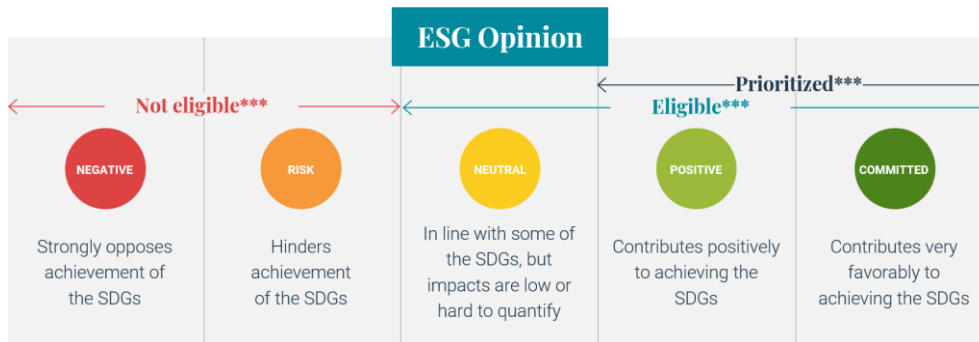 ESG Opinion
Prioritized***
Not eligible***
Eligible***
NEGATIVE
RISK
NEUTRAL
POSITIVE
COMMITTED
Strongly opposes
achievement of
the SDGs
Hinders
achievement
of the SDGs
In line with some of
the SDGs, but
impacts are low or
hard to quantify
Contributes positively
to achieving the
SDGs
Contributes very
favorably to
achieving the SDGs